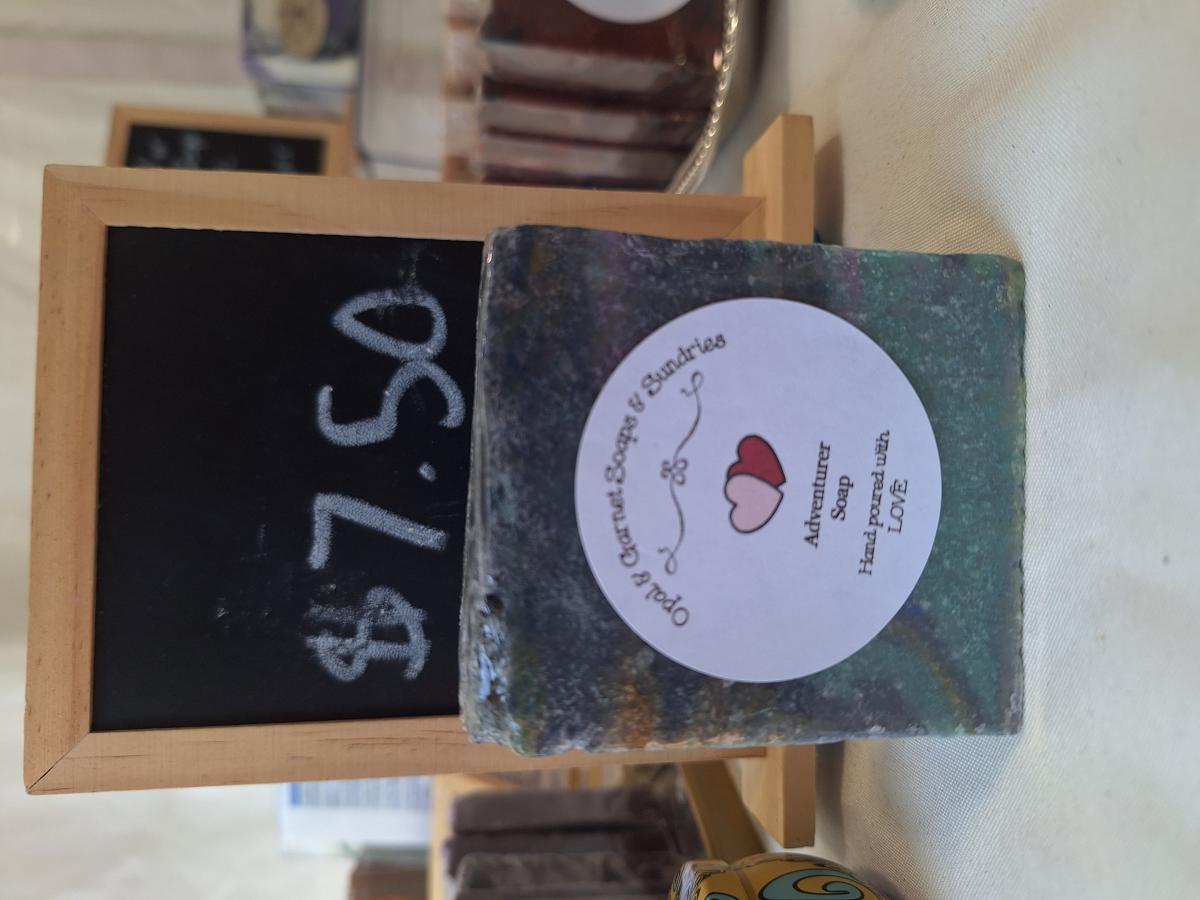 $7.50
Opal & Garnet Soaps & Sundries
Adventurer
Soap
Hand poured with
LOVE